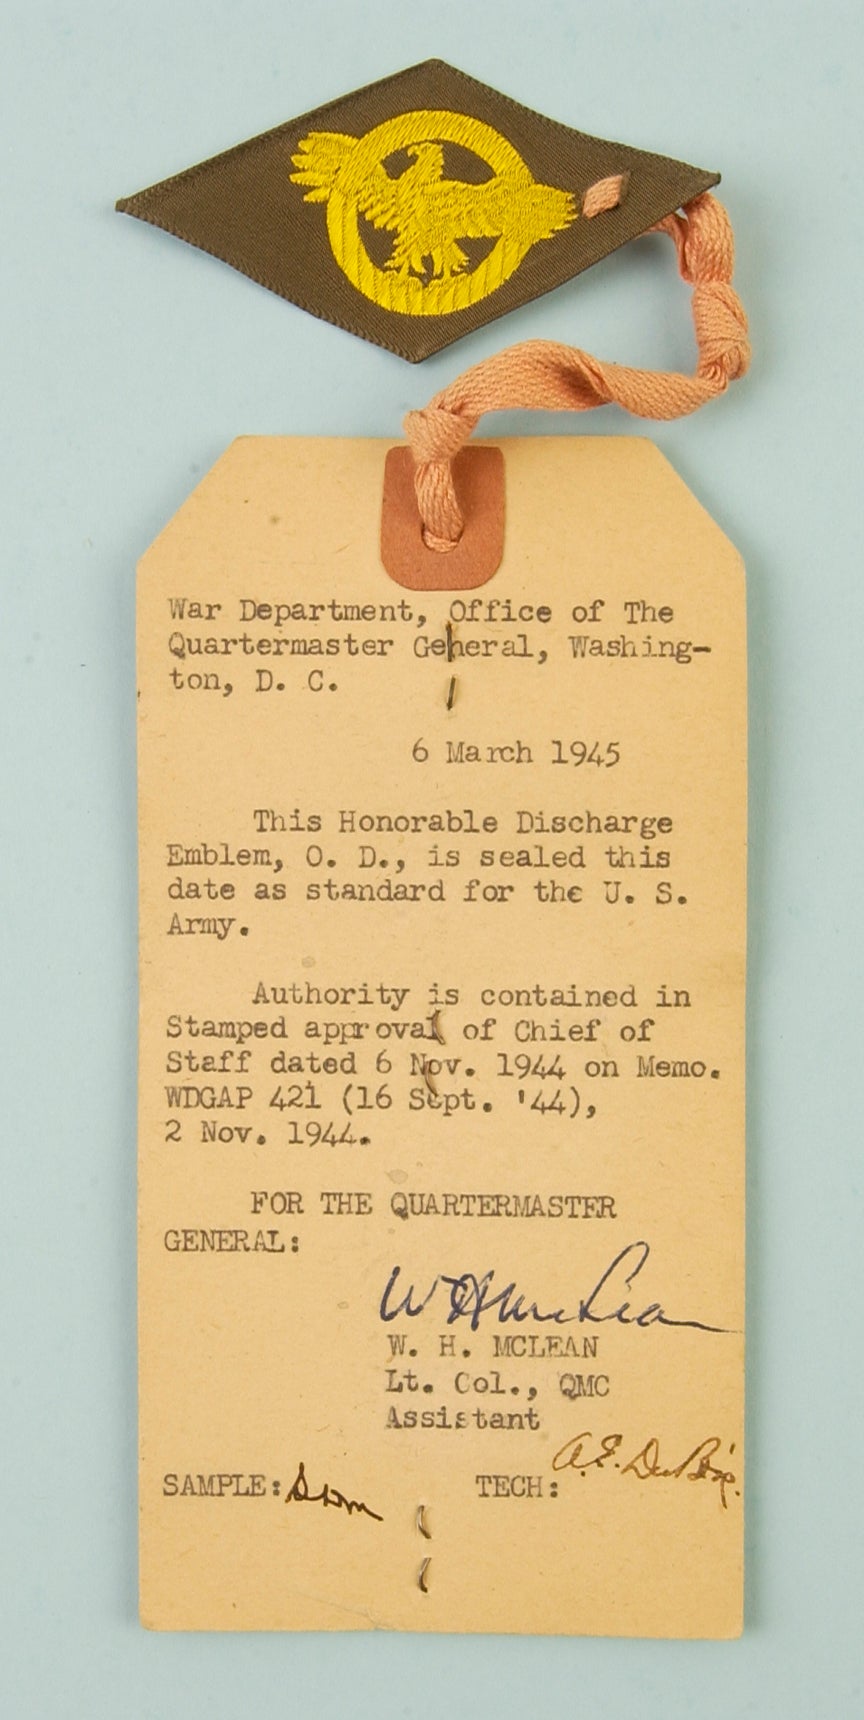 War Department, Office of The
Quartermaster General, Washing-
ton, D. C.
6 March 1945
This Honorable Discharge
Emblem, O. D., is sealed this
date as standard for the U. S.
Army.
Authority is contained in
Stamped approval of Chief of
Staff dated 6 Nov. 1944 on Memo.
WDGAP 421 (16 Sept. '44),
2 Nov. 1944.
FOR THE QUARTERMASTER
GENERAL:
W H McLean
W. H. MCLEAN
Lt. Col., QMC
Assistant
SAMPLE: TECH: A.E. DuBois.